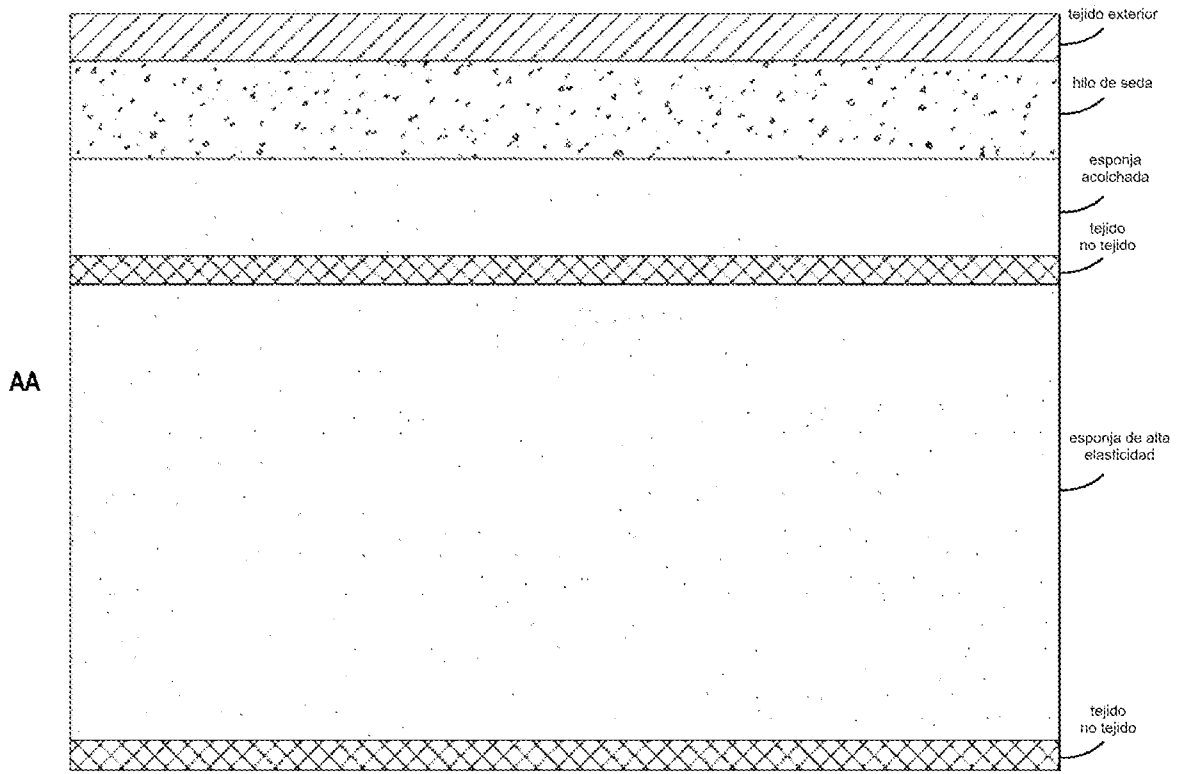 tejido exterior
hilo de seda
esponja
acolchada
tejido
no tejido
AA
esponja de alta
elasticidad
tejido
no tejido